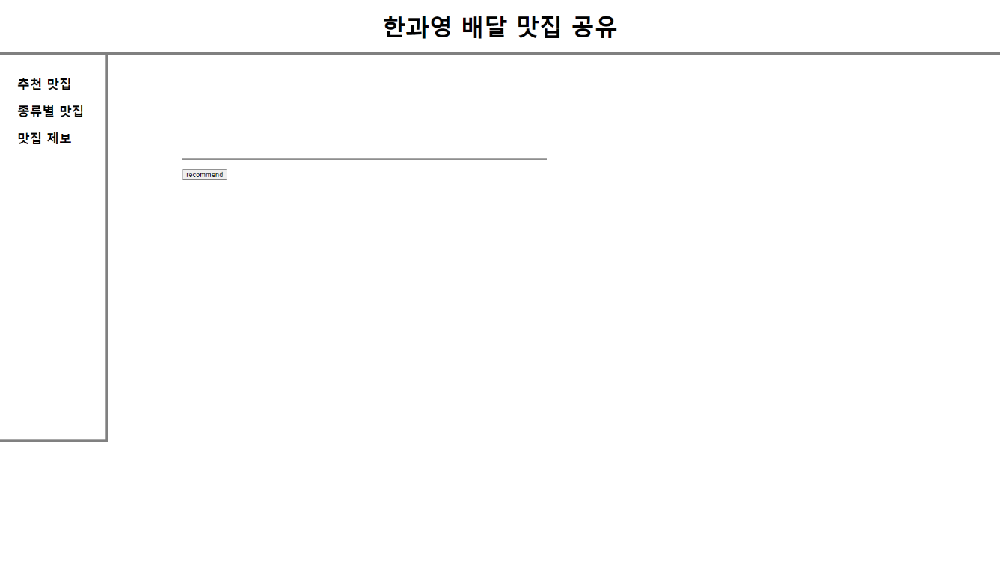 한과영 배달 맛집 공유
추천 맛집
종류별 맛집
맛집 제보
recommend